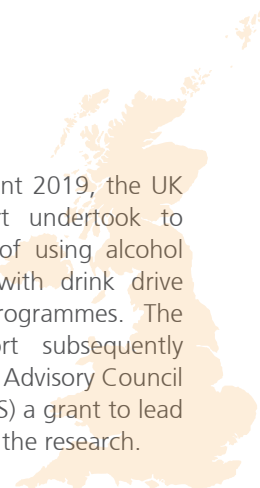 nt 2019, the UK
rt undertook to
of using alcohol
with drink drive
rogrammes. The
rt subsequently
Advisory Council
S) a grant to lead
the research.